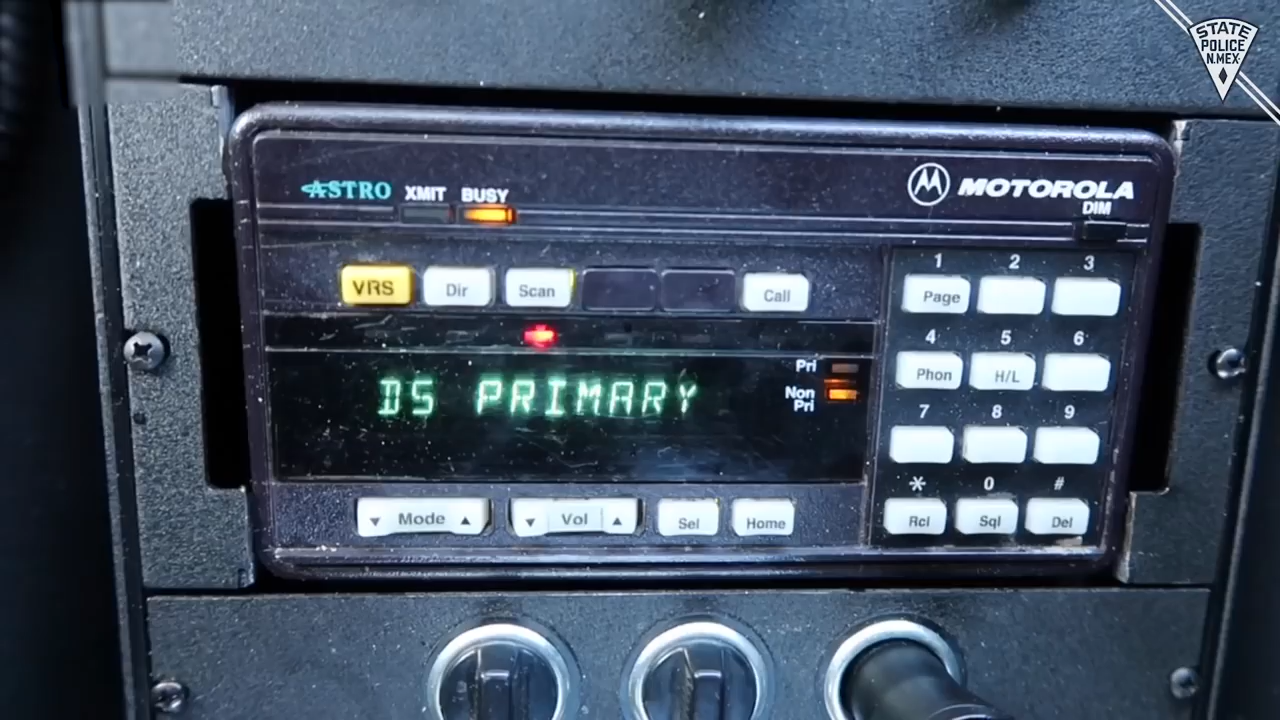 STATE
POLICE
N.MEX.
ASTRO XMIT BUSY
MOTOROLA
DIM
VRS Dir Scan Call
1 2 3
Page
4 5 6
Phon H/L
7 8 9
* 0 #
Rcl Sql Del
DS PRIMARY
Pri
Non
Pri
Mode Vol Sel Home